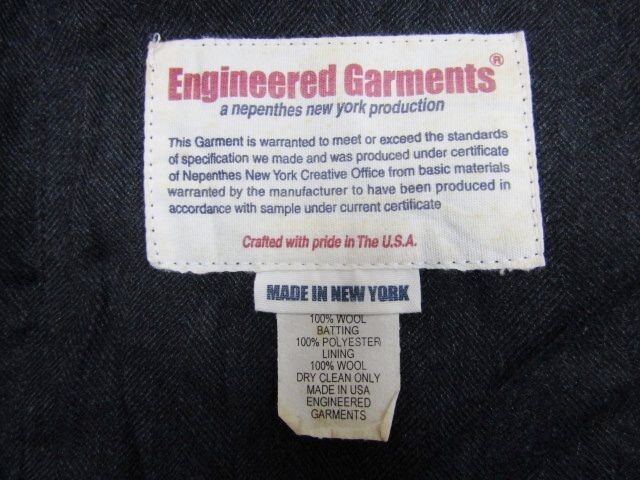 Engineered Garments®
a nepenthes new york production
This Garment is warranted to meet or exceed the standards
of specification we made and was produced under certificate
of Nepenthes New York Creative Office from basic materials
warranted by the manufacturer to have been produced in
accordance with sample under current certificate
Crafted with pride in The U.S.A.
MADE IN NEW YORK
100% WOOL
BATTING
100% POLYESTER
LINING
100% WOOL
DRY CLEAN ONLY
MADE IN USA
ENGINEERED
GARMENTS